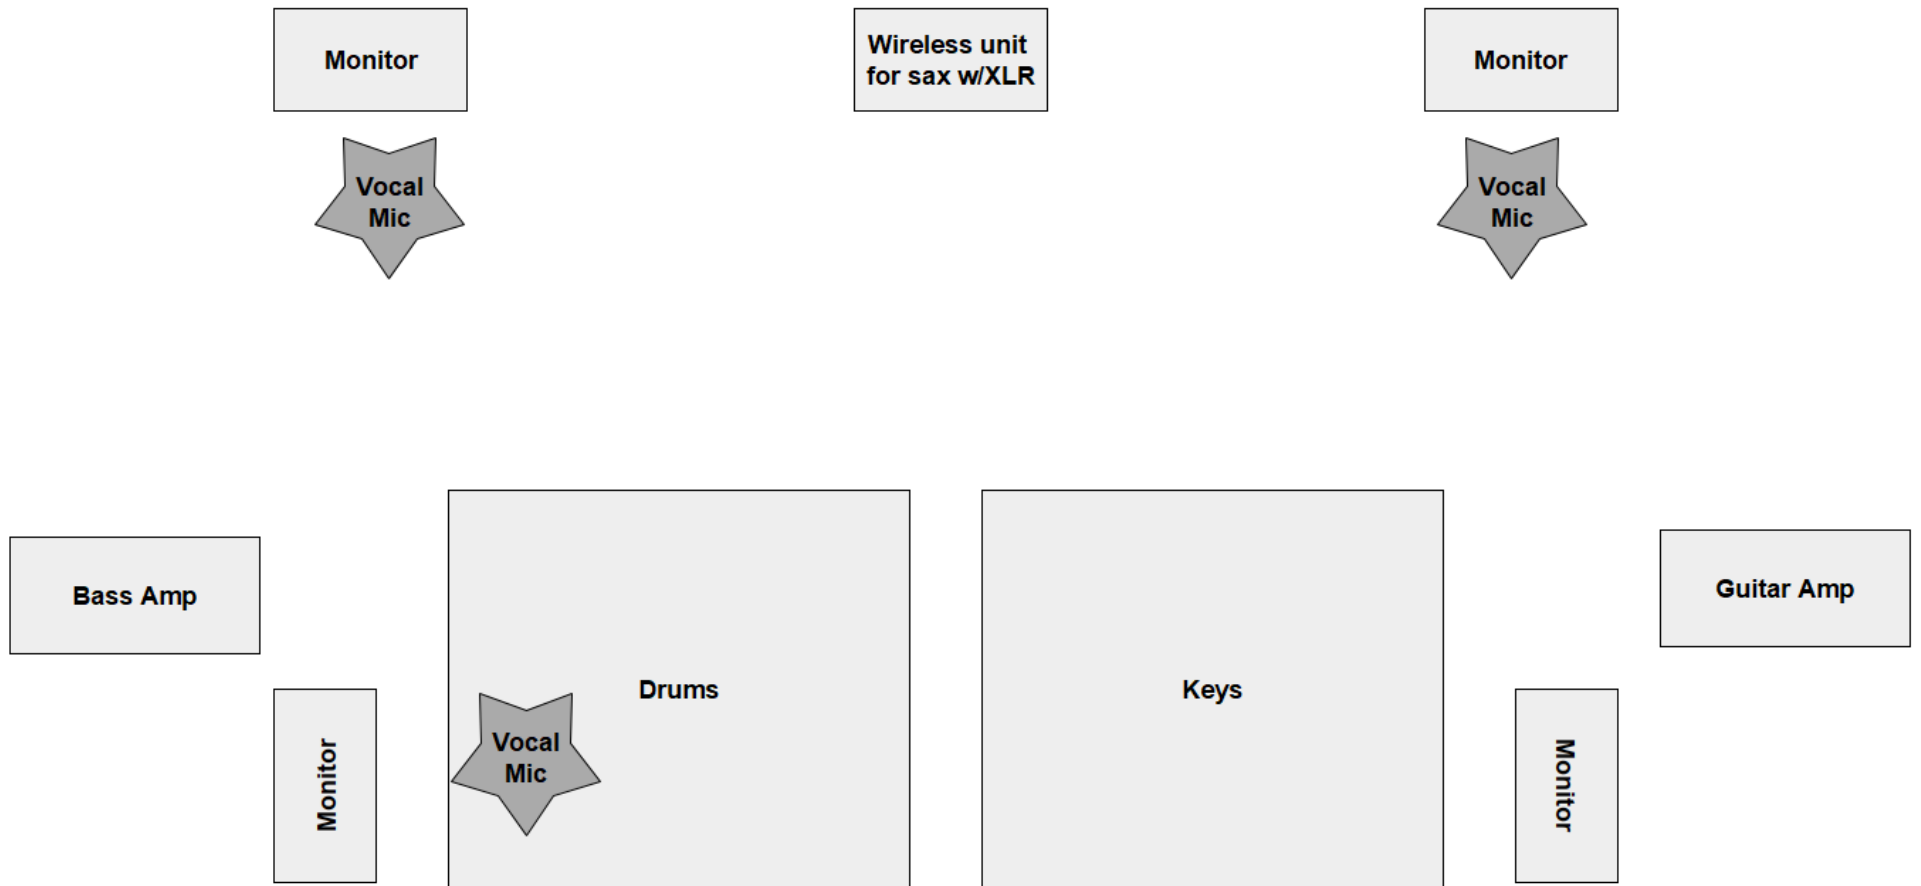 Monitor
Wireless unit
for sax w/XLR
Monitor
Vocal
Mic
Vocal
Mic
Bass Amp
Guitar Amp
Drums
Keys
Vocal
Mic
Monitor
Monitor